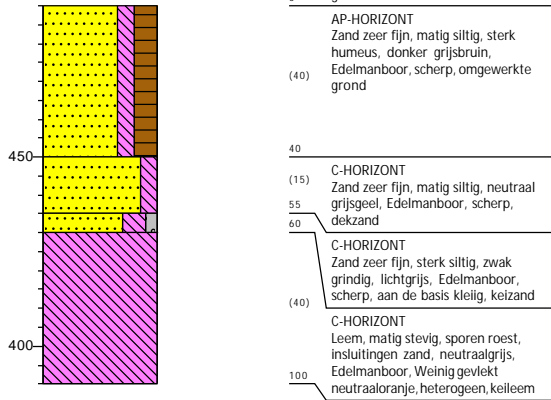 AP-HORIZONT
Zand zeer fijn, matig siltig, sterk
humeus, donker grijsbruin,
Edelmanboor, scherp, omgewerkte
grond
(40)
40
450
C-HORIZONT
(15)
Zand zeer fijn, matig siltig, neutraal
grijsgeel, Edelmanboor, scherp,
dekzand
55
60
C-HORIZONT
Zand zeer fijn, sterk siltig, zwak
grindig, lichtgrijs, Edelmanboor,
scherp, aan de basis kleiig, keizand
(40)
C-HORIZONT
Leem, matig stevig, sporen roest,
insluitingen zand, neutraalgrijs,
Edelmanboor, Weinig gevlekt
neutraaloranje, heterogeen, keileem
400
100